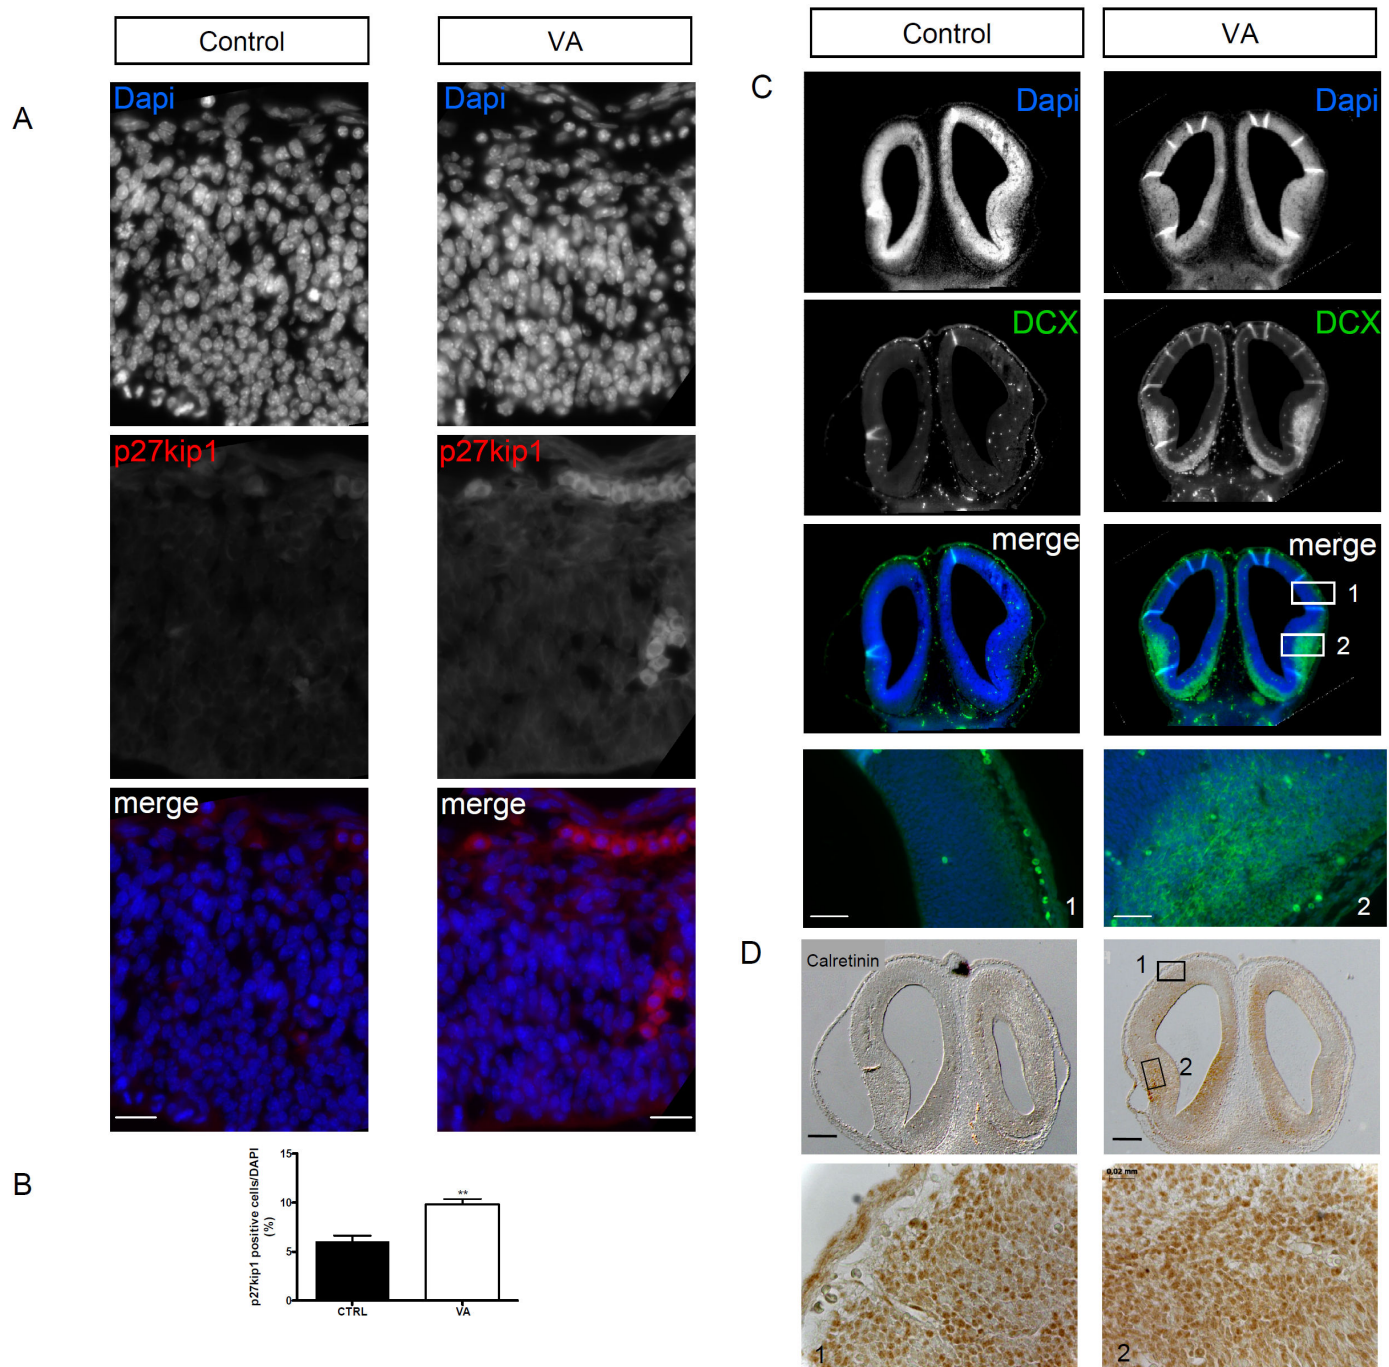 Control
VA
A
Dapi
Dapi
p27kip1
p27kip1
merge
merge
B
p27kip1 positive cells/DAPI
(%)
15
10
5
0
**
CTRL
VA
Control
VA
C
Dapi
Dapi
DCX
DCX
merge
merge
1
2
1
2
D
Calretinin
1
2
0.02 mm
1
2